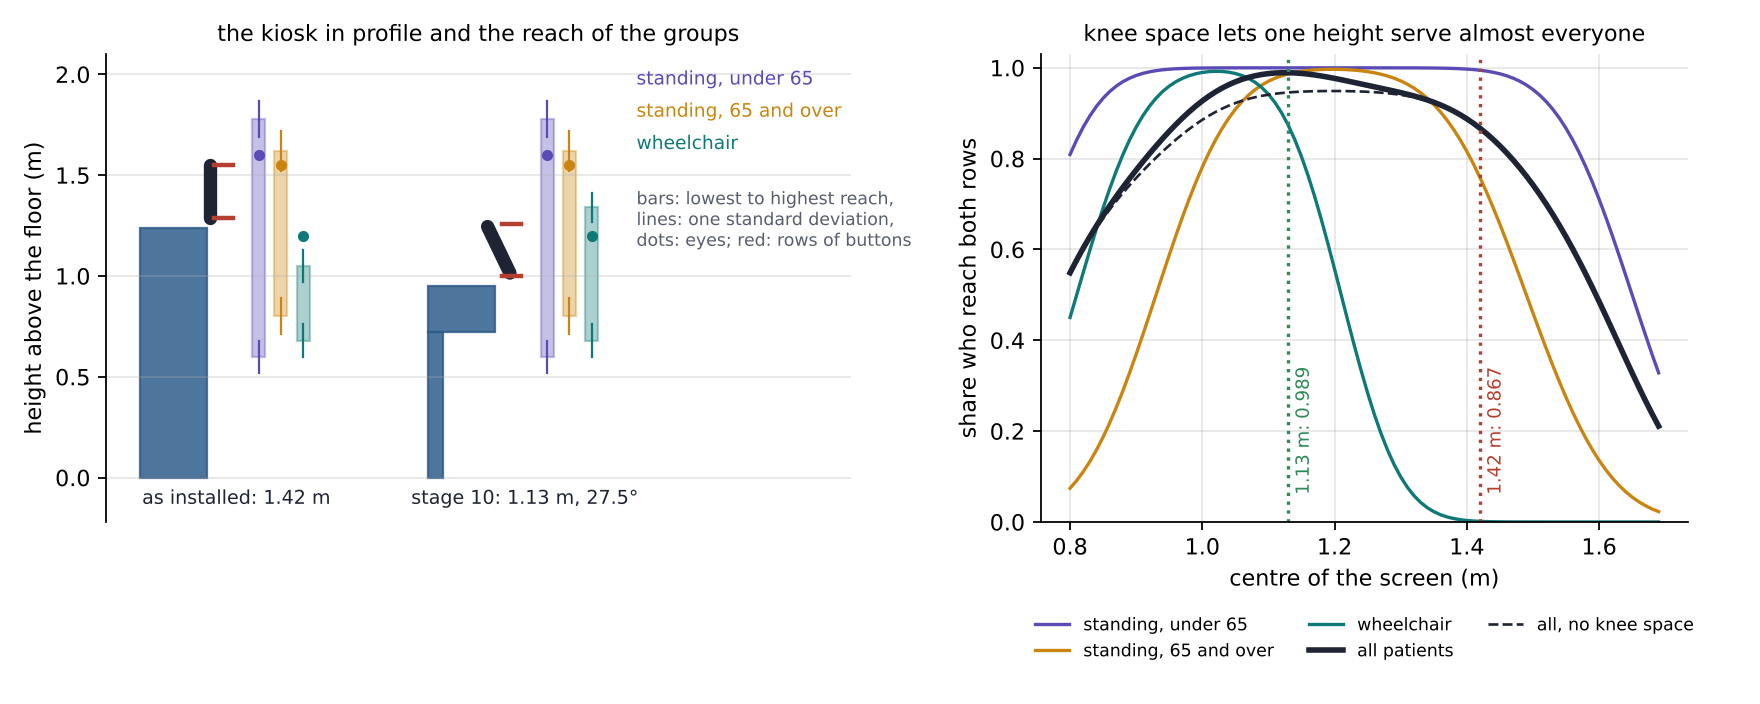 the kiosk in profile and the reach of the groups
height above the floor (m)
2.0
1.5
1.0
0.5
0.0
standing, under 65
standing, 65 and over
wheelchair
bars: lowest to highest reach,
lines: one standard deviation,
dots: eyes; red: rows of buttons
as installed: 1.42 m
stage 10: 1.13 m, 27.5°
knee space lets one height serve almost everyone
share who reach both rows
1.0
0.8
0.6
0.4
0.2
0.0
1.13 m: 0.989
1.42 m: 0.867
0.8
1.0
1.2
1.4
1.6
centre of the screen (m)
standing, under 65
standing, 65 and over
wheelchair
all patients
all, no knee space